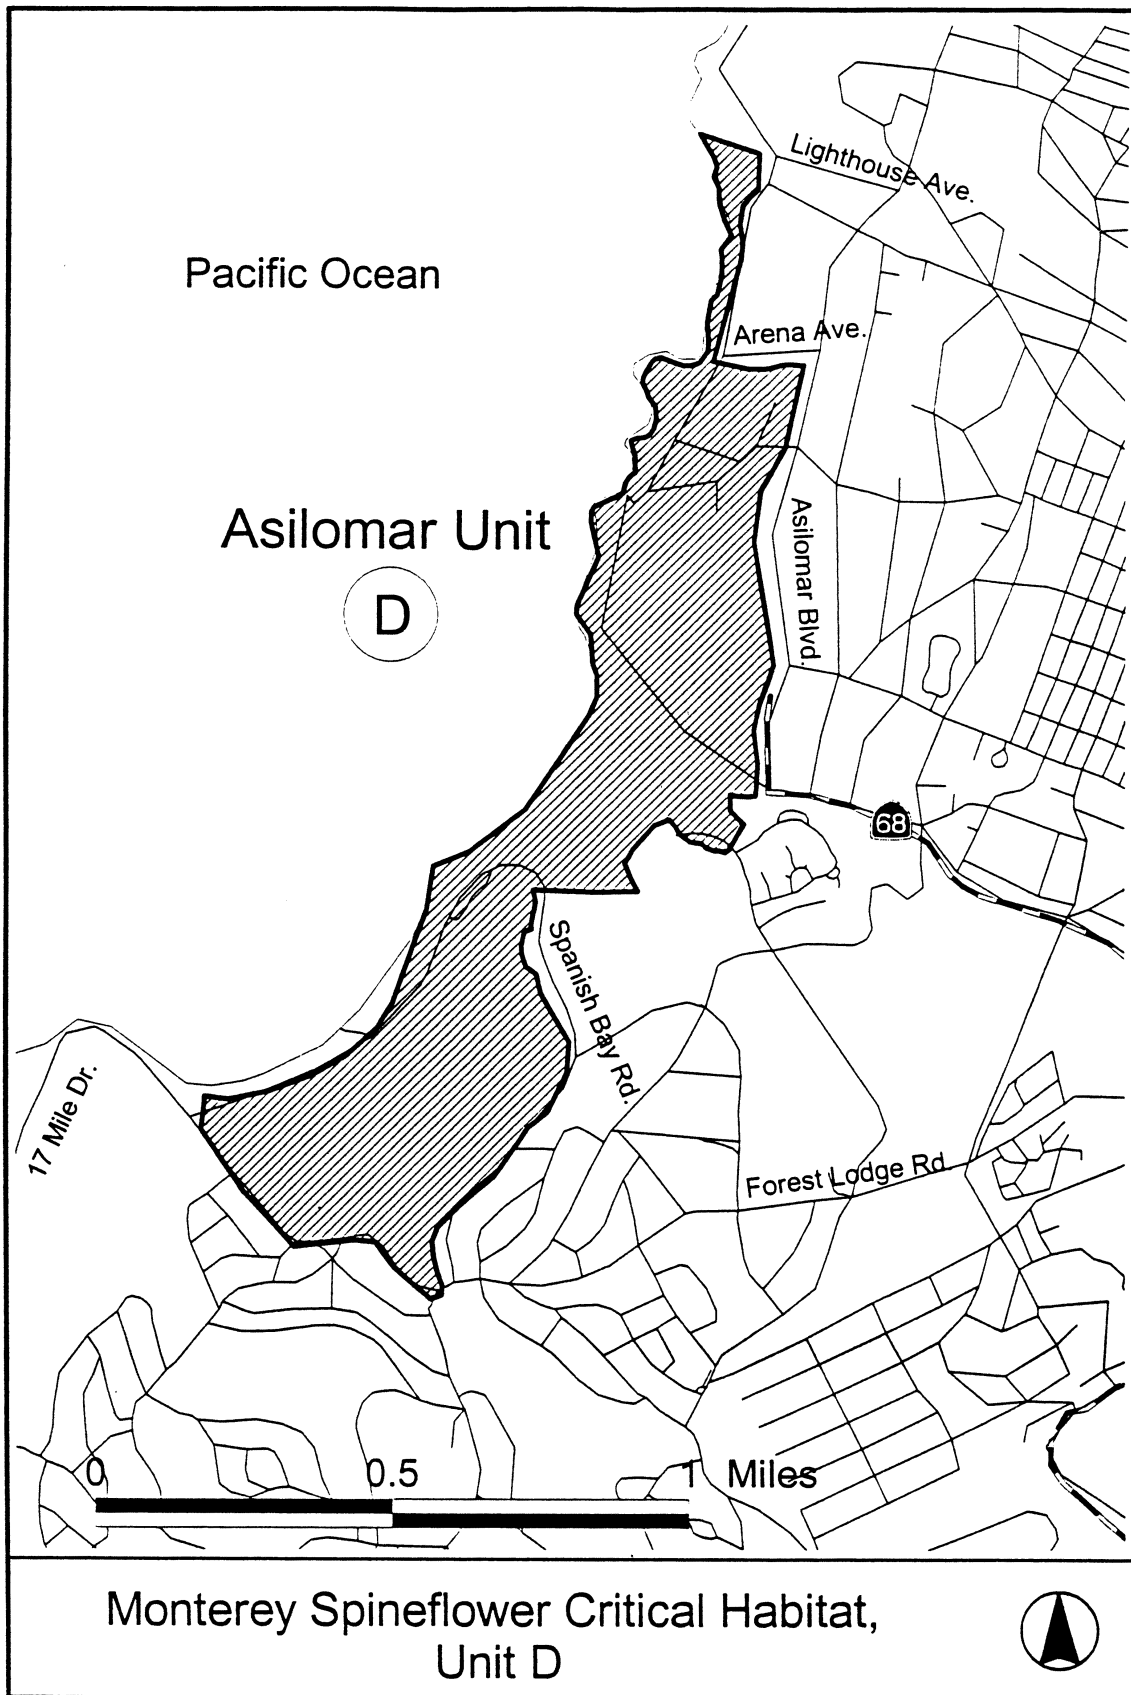 Lighthouse Ave.
Pacific Ocean
Arena Ave.
Asilomar Unit
D
Asilomar Blvd.
68
Spanish Bay Rd.
17 Mile Dr.
Forest Lodge Rd.
0 0.5 1 Miles
Monterey Spineflower Critical Habitat,
Unit D